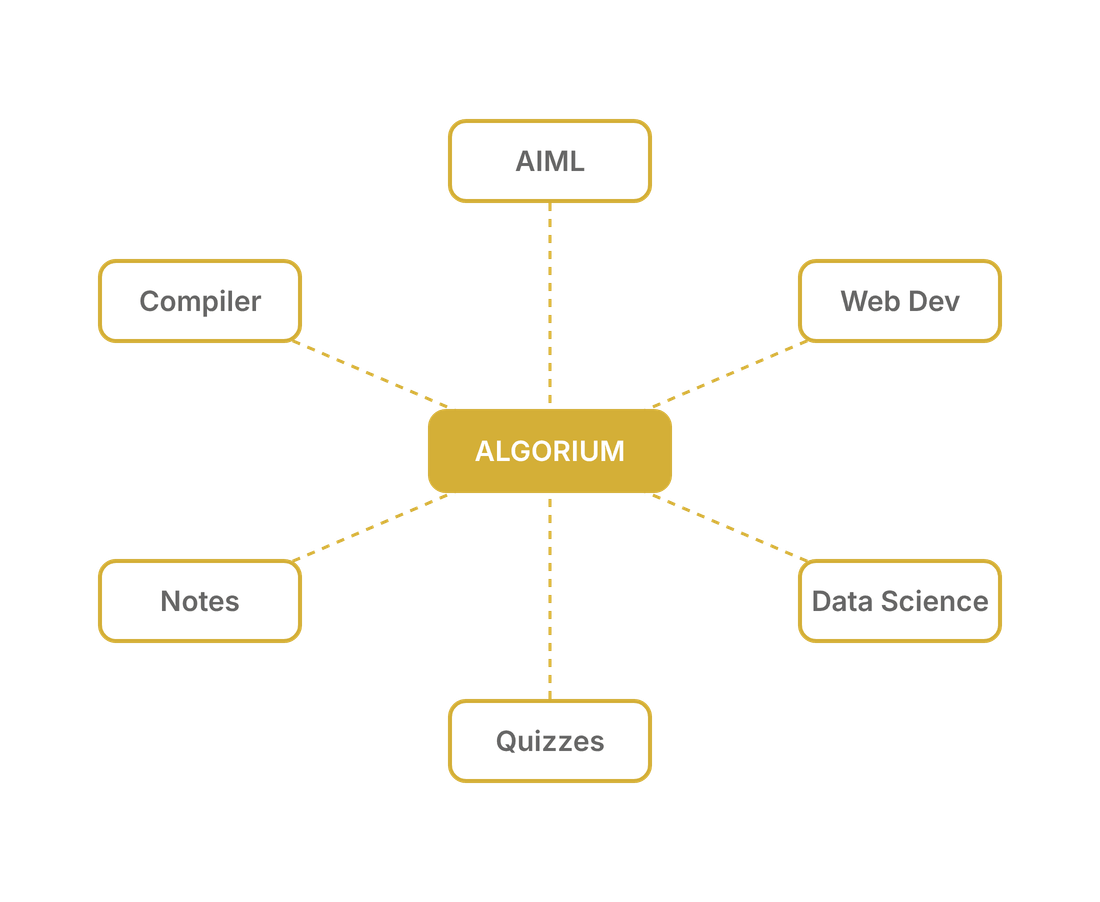 AIML
Compiler
Web Dev
ALGORIUM
Notes
Data Science
Quizzes